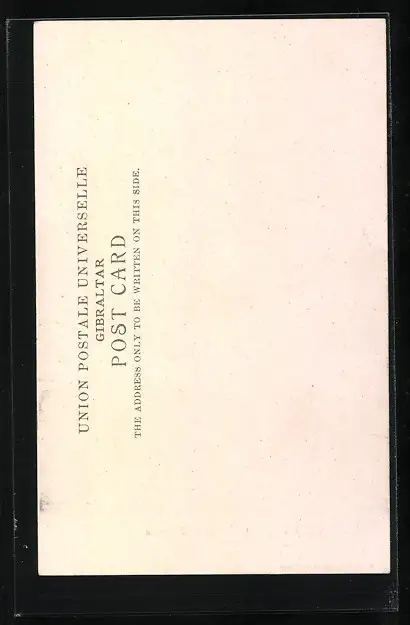 UNION POSTALE UNIVERSELLE
GIBRALTAR
POST CARD
THE ADDRESS ONLY TO BE WRITTEN ON THIS SIDE.